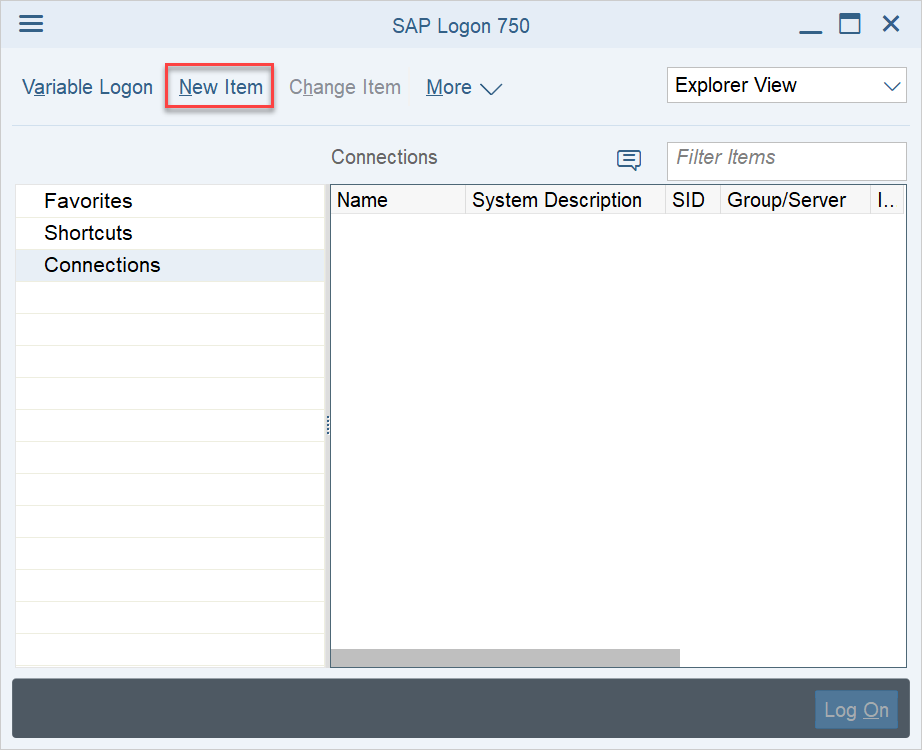 SAP Logon 750
Variable Logon New Item Change Item More Explorer View
Connections Filter Items
Favorites
Shortcuts
Connections
Name System Description SID Group/Server I..
Log On